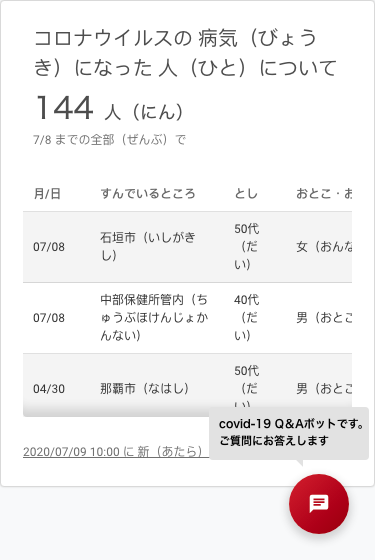 コロナウイルスの 病気（びょう
き）になった 人（ひと）について
144 人（にん）
7/8 までの全部（ぜんぶ）で
月/日 すんでいるところ とし おとこ・お
07/08 石垣市（いしがき
し） 50代
（だ
い） 女（おんな
07/08 中部保健所管内（ち
ゅうぶほけんじょか
んない） 40代
（だ
い） 男（おとこ
04/30 那覇市（なはし） 50代
（だ
い） 男（おとこ
covid-19 Q&Aボットです。
ご質問にお答えします
2020/07/09 10:00 に 新（あたら）